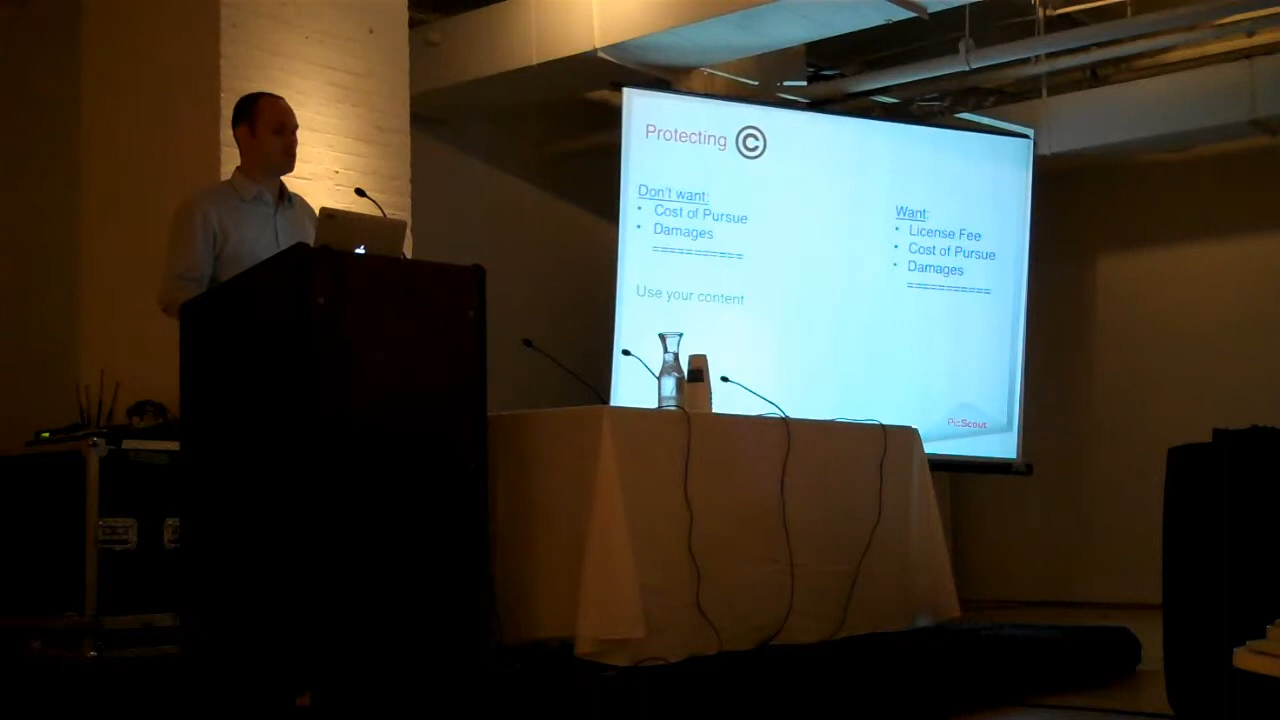 Protecting ©
Don't want:
• Cost of Pursue
• Damages
===========
Use your content
Want:
• License Fee
• Cost of Pursue
• Damages
===========
PicScout